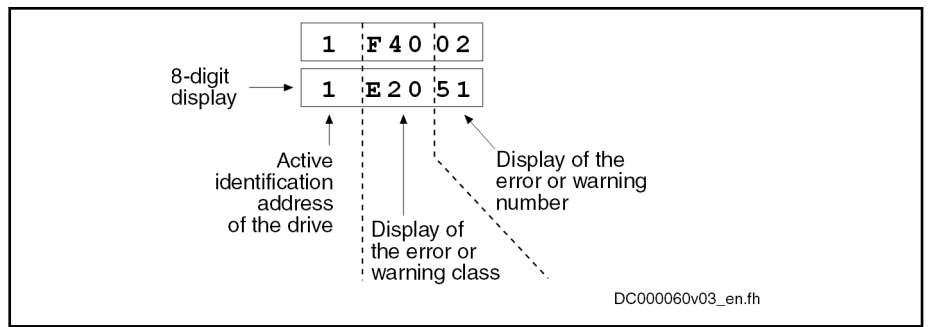 1 F4002
1 E2051
8-digit
display
Active
identification
address
of the drive
Display of
the error or
warning class
Display of the
error or warning
number
DC000060v03_en.fh